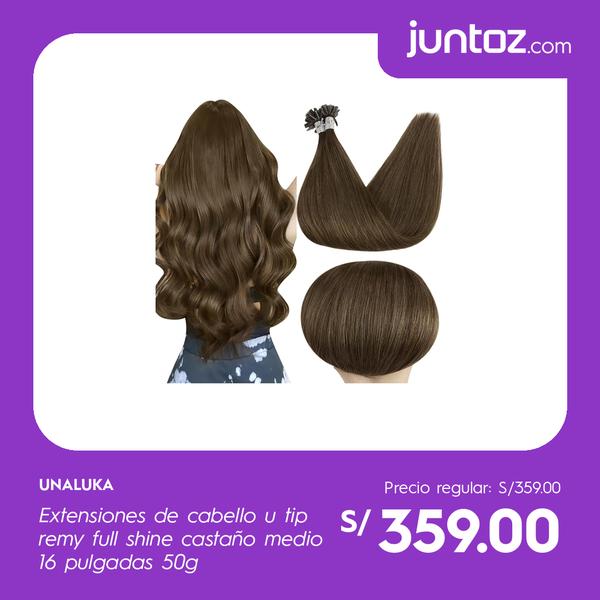 juntoz.com
UNALUKA
Extensiones de cabello u tip
remy full shine castaño medio
16 pulgadas 50g
Precio regular: S/359.00
S/359.00